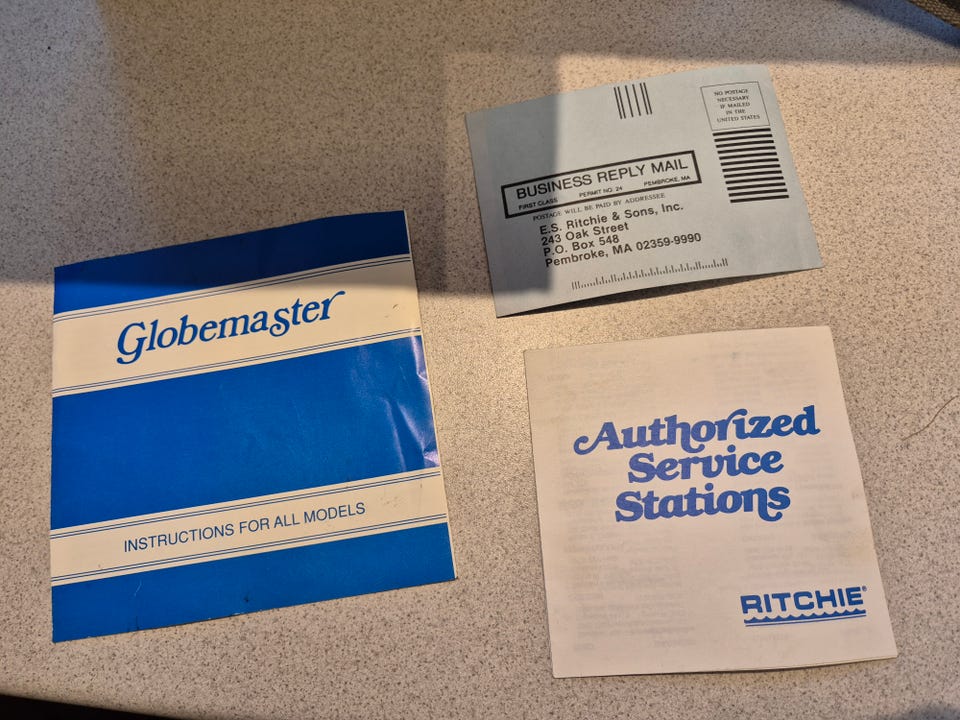 Globemaster
INSTRUCTIONS FOR ALL MODELS
NO POSTAGE
NECESSARY
IF MAILED
IN THE
UNITED STATES
BUSINESS REPLY MAIL
FIRST CLASS PERMIT NO. 24 PEMBROKE, MA
POSTAGE WILL BE PAID BY ADDRESSEE
E.S. Ritchie & Sons, Inc.
243 Oak Street
P.O. Box 548
Pembroke, MA 02359-9990
Authorized
Service
Stations
RITCHIE®